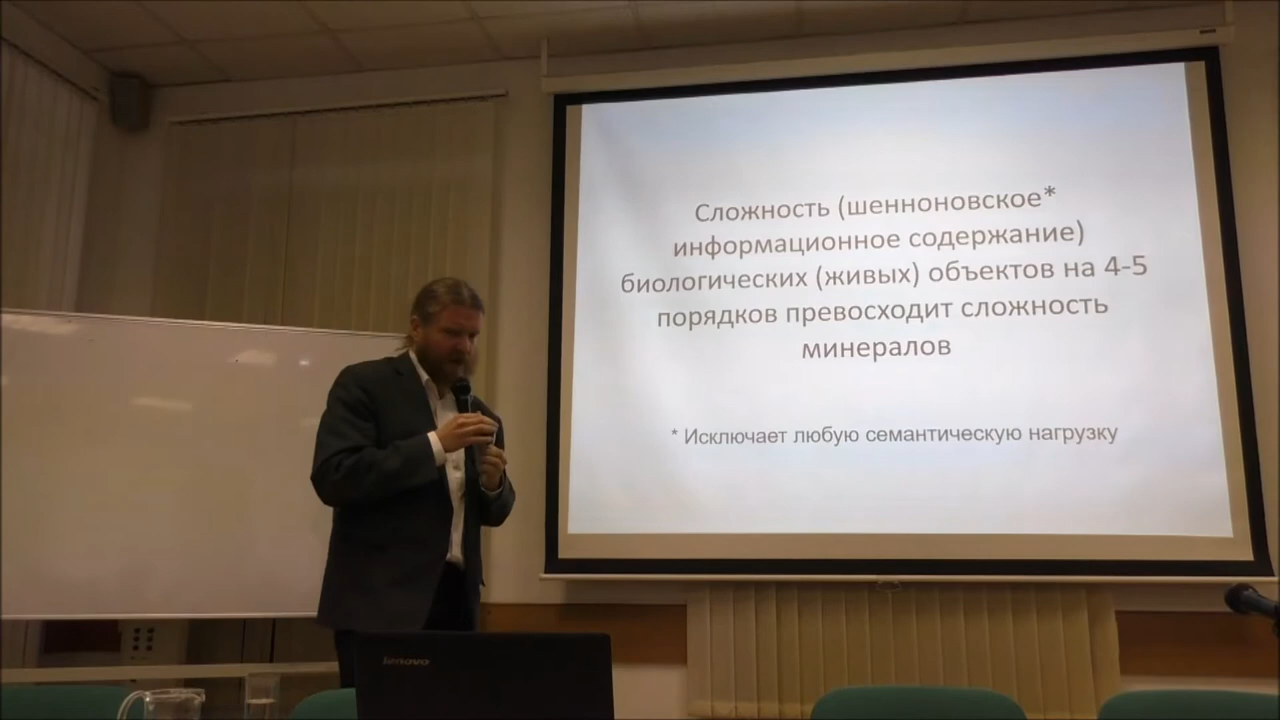 Сложность (шенноновское*
информационное содержание)
биологических (живых) объектов на 4-5
порядков превосходит сложность
минералов
* Исключает любую семантическую нагрузку
lenovo